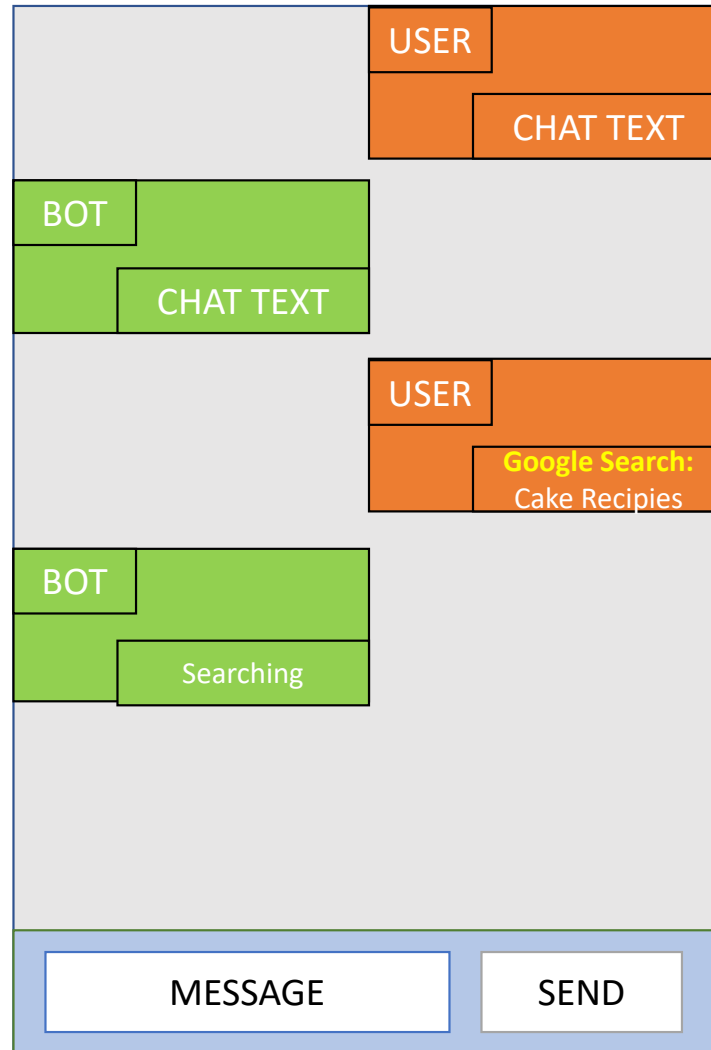 USER
CHAT TEXT
BOT
CHAT TEXT
USER
Google Search:
Cake Recipies
BOT
Searching
MESSAGE
SEND